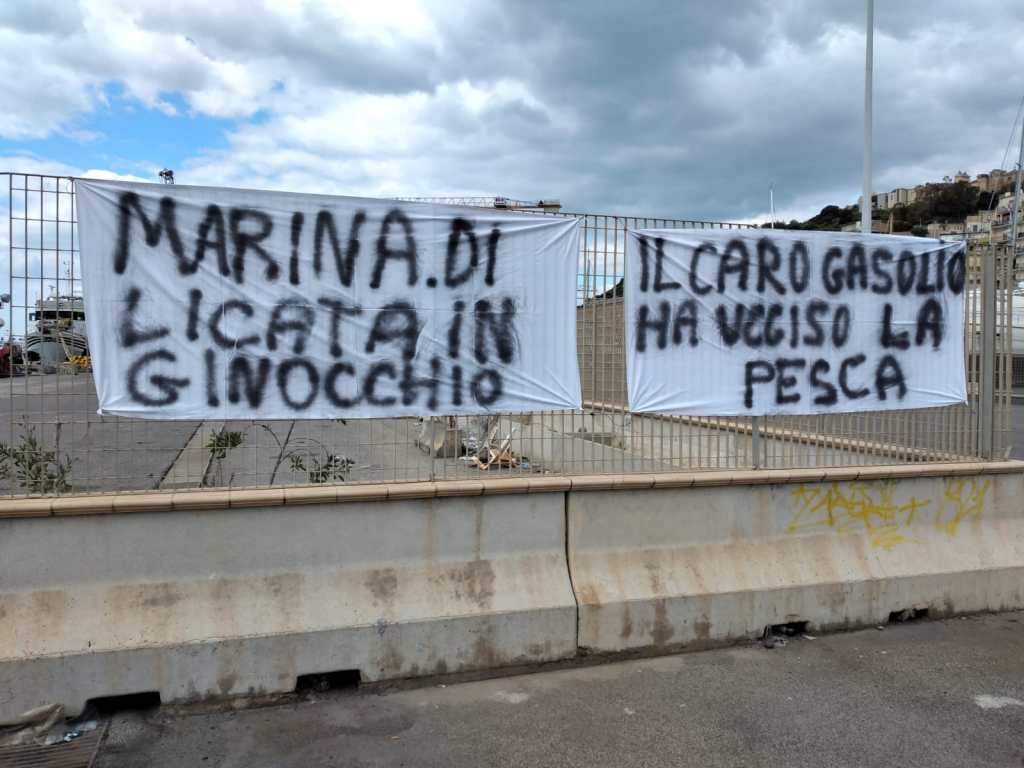 MARINA.DI
LICATA IN
GINOCCHIO
IL CARO GASOLIO
HA UCCISO LA
PESCA